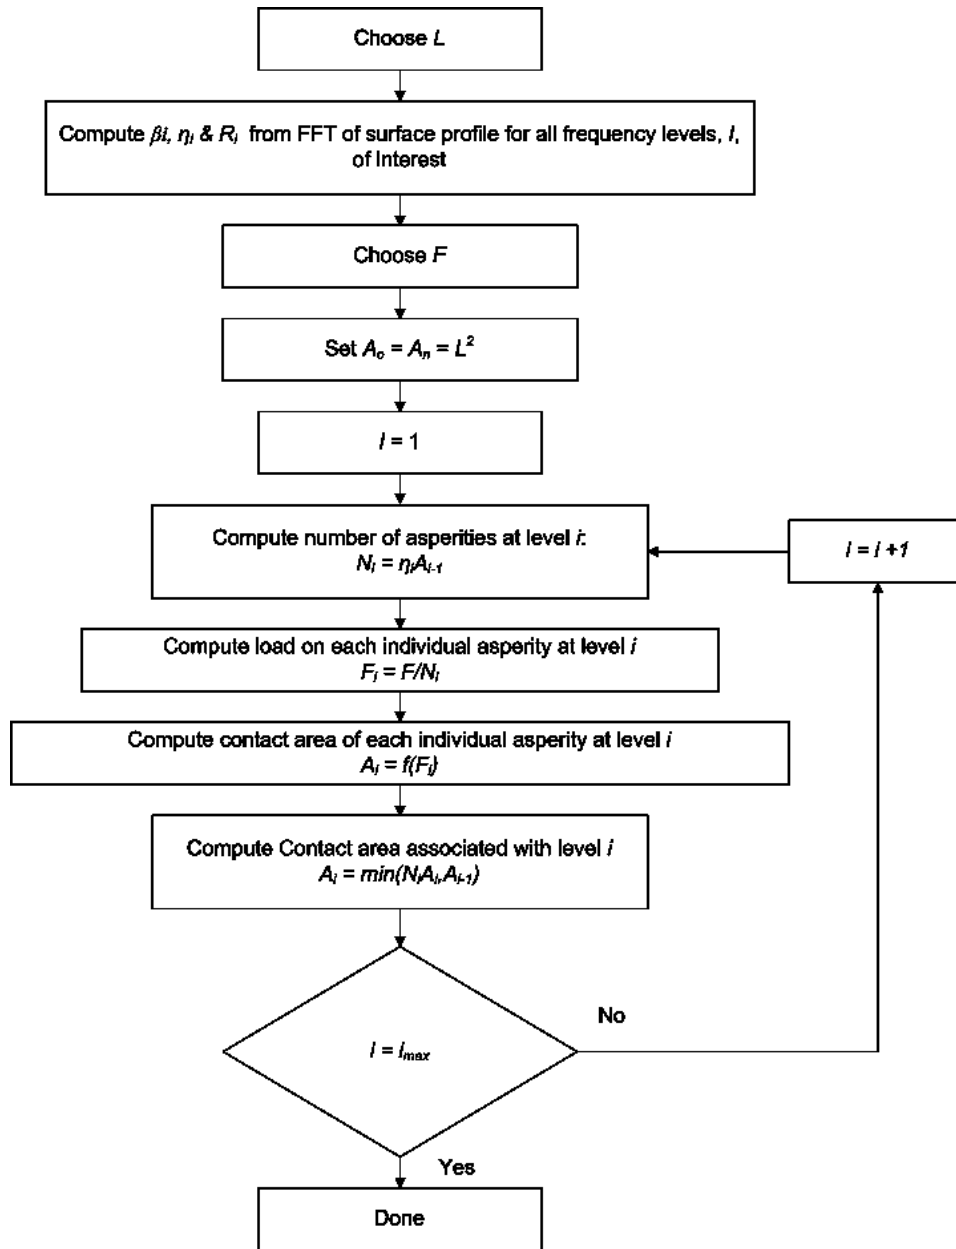 Choose L
Compute βi, ηi & Ri from FFT of surface profile for all frequency levels, I,
of Interest
Choose F
Set Ao = An = L²
I = 1
Compute number of asperities at level i:
Ni = ηiAi-1
i = i +1
Compute load on each individual asperity at level i
Fi = F/Ni
Compute contact area of each individual asperity at level i
Ai = f(Fi)
Compute Contact area associated with level i
Ai = min(NiAi, Ai-1)
No
I = imax
Yes
Done